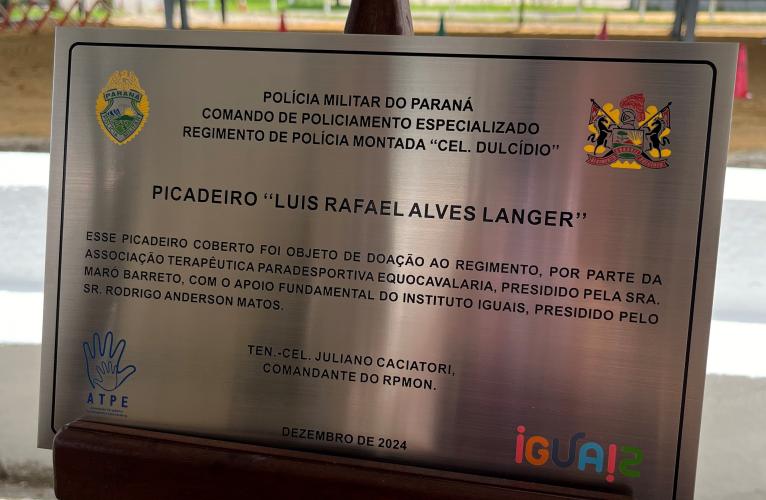 PARANÁ
POLÍCIA MILITAR DO PARANÁ
COMANDO DE POLICIAMENTO ESPECIALIZADO
REGIMENTO DE POLÍCIA MONTADA “CEL. DULCÍDIO”
PICADEIRO “LUIS RAFAEL ALVES LANGER”
ESSE PICADEIRO COBERTO FOI OBJETO DE DOAÇÃO AO REGIMENTO, POR PARTE DA
ASSOCIAÇÃO TERAPÊUTICA PARADESPORTIVA EQUOCAVALARIA, PRESIDIDO PELA SRA.
MARÔ BARRETO, COM O APOIO FUNDAMENTAL DO INSTITUTO IGUAIS, PRESIDIDO PELO
SR. RODRIGO ANDERSON MATOS.
TEN.-CEL. JULIANO CACIATORI,
COMANDANTE DO RPMON.
ATPE
DEZEMBRO DE 2024
iGUAiS